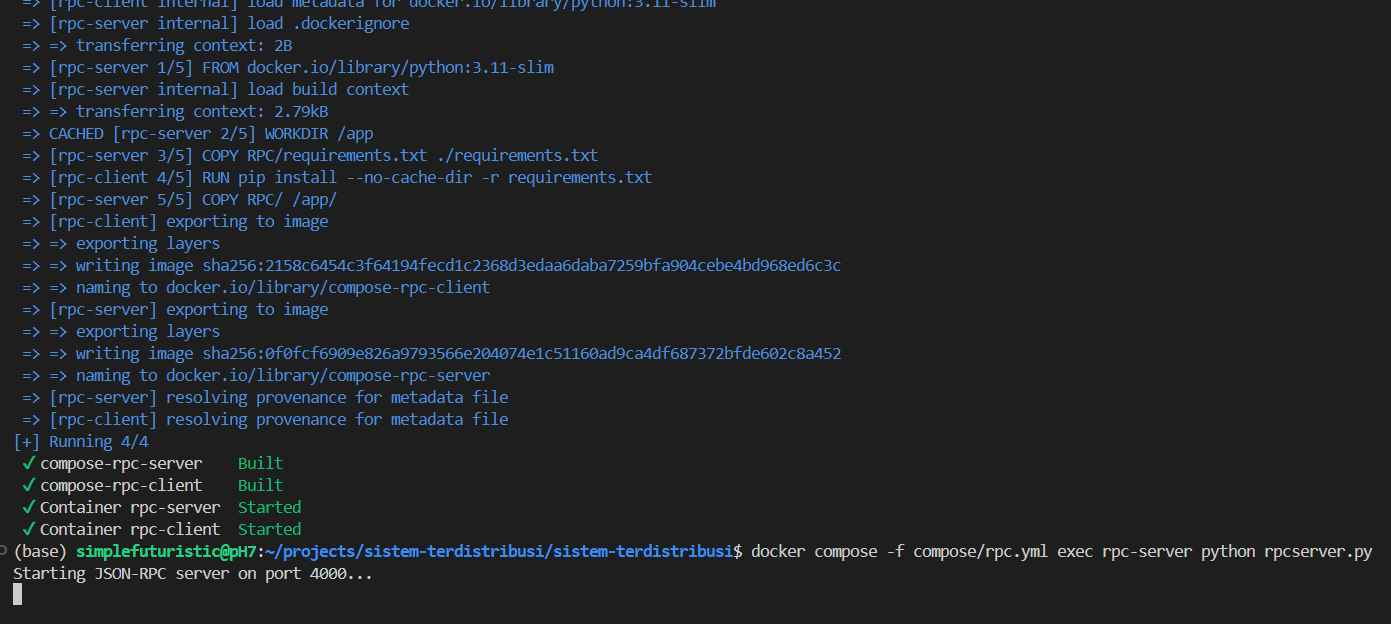 => [rpc-client internal] load metadata for docker.io/library/python:3.11-slim
=> [rpc-server internal] load .dockerignore
=> => transferring context: 2B
=> [rpc-server 1/5] FROM docker.io/library/python:3.11-slim
=> [rpc-server internal] load build context
=> => transferring context: 2.79kB
=> CACHED [rpc-server 2/5] WORKDIR /app
=> [rpc-server 3/5] COPY RPC/requirements.txt ./requirements.txt
=> [rpc-client 4/5] RUN pip install --no-cache-dir -r requirements.txt
=> [rpc-server 5/5] COPY RPC/ /app/
=> [rpc-client] exporting to image
=> => exporting layers
=> => writing image sha256:2158c6454c3f64194fecd1c2368d3edaa6daba7259bfa904cebe4bd968ed6c3c
=> => naming to docker.io/library/compose-rpc-client
=> [rpc-server] exporting to image
=> => exporting layers
=> => writing image sha256:0f0fcf6909e826a9793566e204074e1c51160ad9ca4df687372bfde602c8a452
=> => naming to docker.io/library/compose-rpc-server
=> [rpc-server] resolving provenance for metadata file
=> [rpc-client] resolving provenance for metadata file
[+] Running 4/4
✓ compose-rpc-server Built
✓ compose-rpc-client Built
✓ Container rpc-server Started
✓ Container rpc-client Started
(base) simplefuturistic@pH7:~/projects/sistem-terdistribusi/sistem-terdistribusi$ docker compose -f compose/rpc.yml exec rpc-server python rpcserver.py
Starting JSON-RPC server on port 4000...